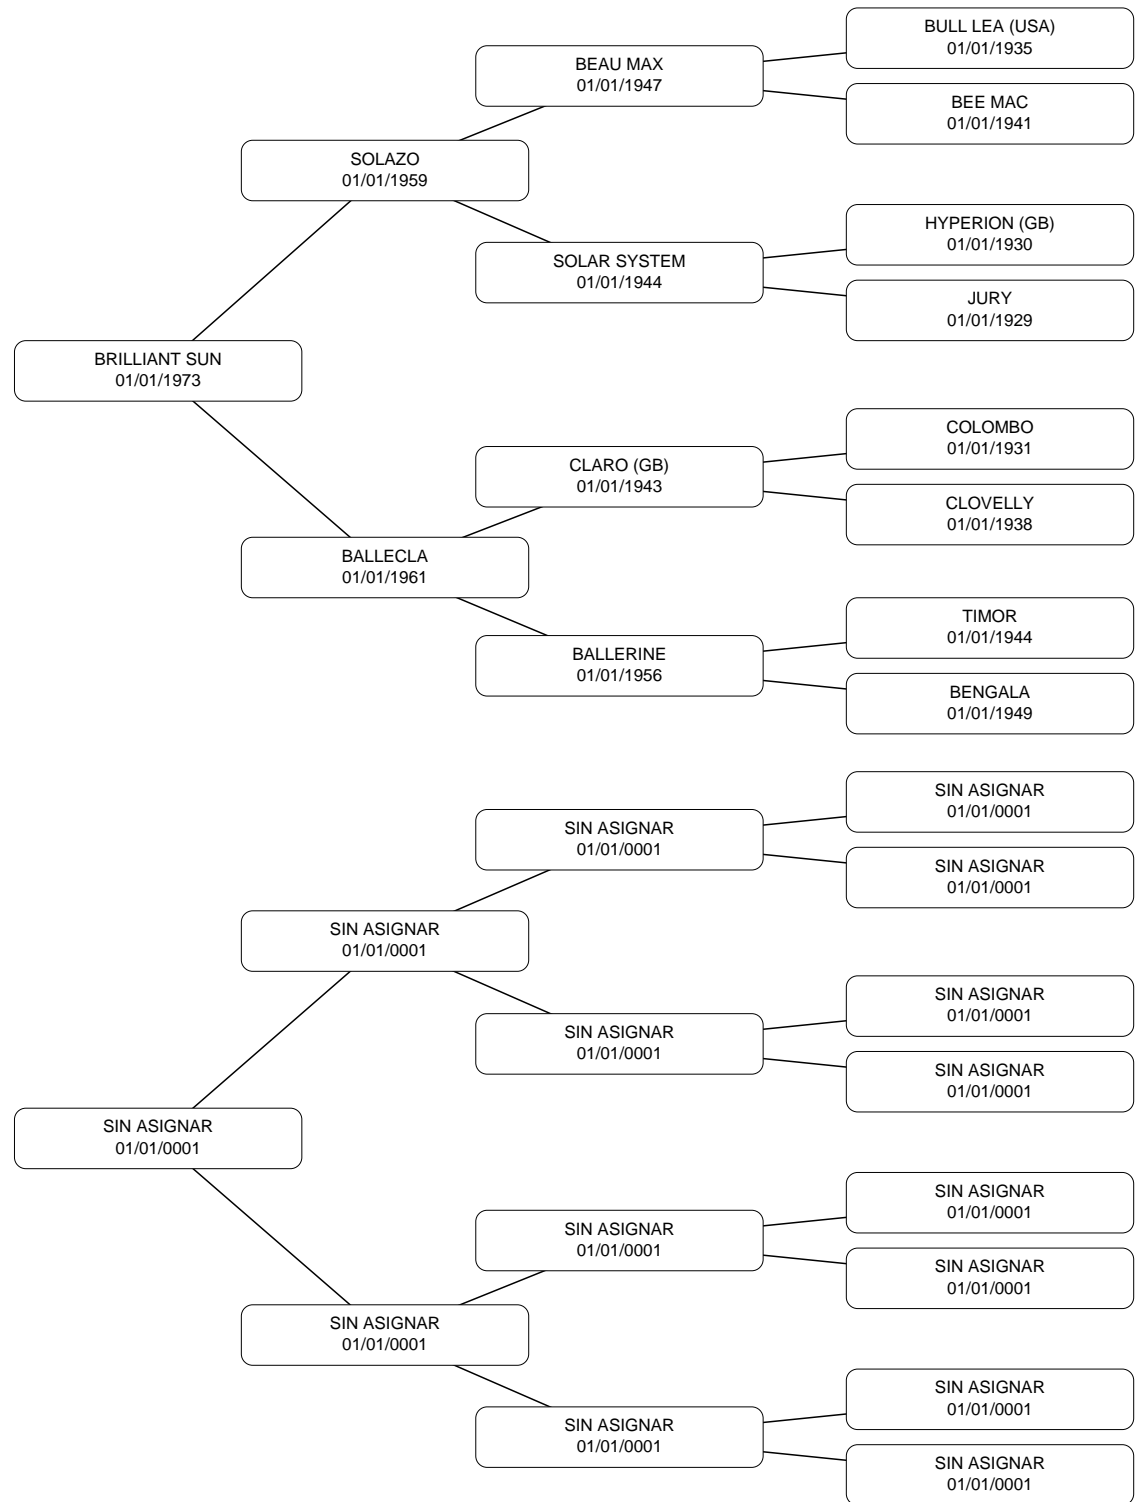 BULL LEA (USA)
01/01/1935
BEAU MAX
01/01/1947
BEE MAC
01/01/1941
SOLAZO
01/01/1959
HYPERION (GB)
01/01/1930
SOLAR SYSTEM
01/01/1944
JURY
01/01/1929
BRILLIANT SUN
01/01/1973
COLOMBO
01/01/1931
CLARO (GB)
01/01/1943
CLOVELLY
01/01/1938
BALLECLA
01/01/1961
TIMOR
01/01/1944
BALLERINE
01/01/1956
BENGALA
01/01/1949
SIN ASIGNAR
01/01/0001
SIN ASIGNAR
01/01/0001
SIN ASIGNAR
01/01/0001
SIN ASIGNAR
01/01/0001
SIN ASIGNAR
01/01/0001
SIN ASIGNAR
01/01/0001
SIN ASIGNAR
01/01/0001
SIN ASIGNAR
01/01/0001
SIN ASIGNAR
01/01/0001
SIN ASIGNAR
01/01/0001
SIN ASIGNAR
01/01/0001
SIN ASIGNAR
01/01/0001
SIN ASIGNAR
01/01/0001
SIN ASIGNAR
01/01/0001
SIN ASIGNAR
01/01/0001